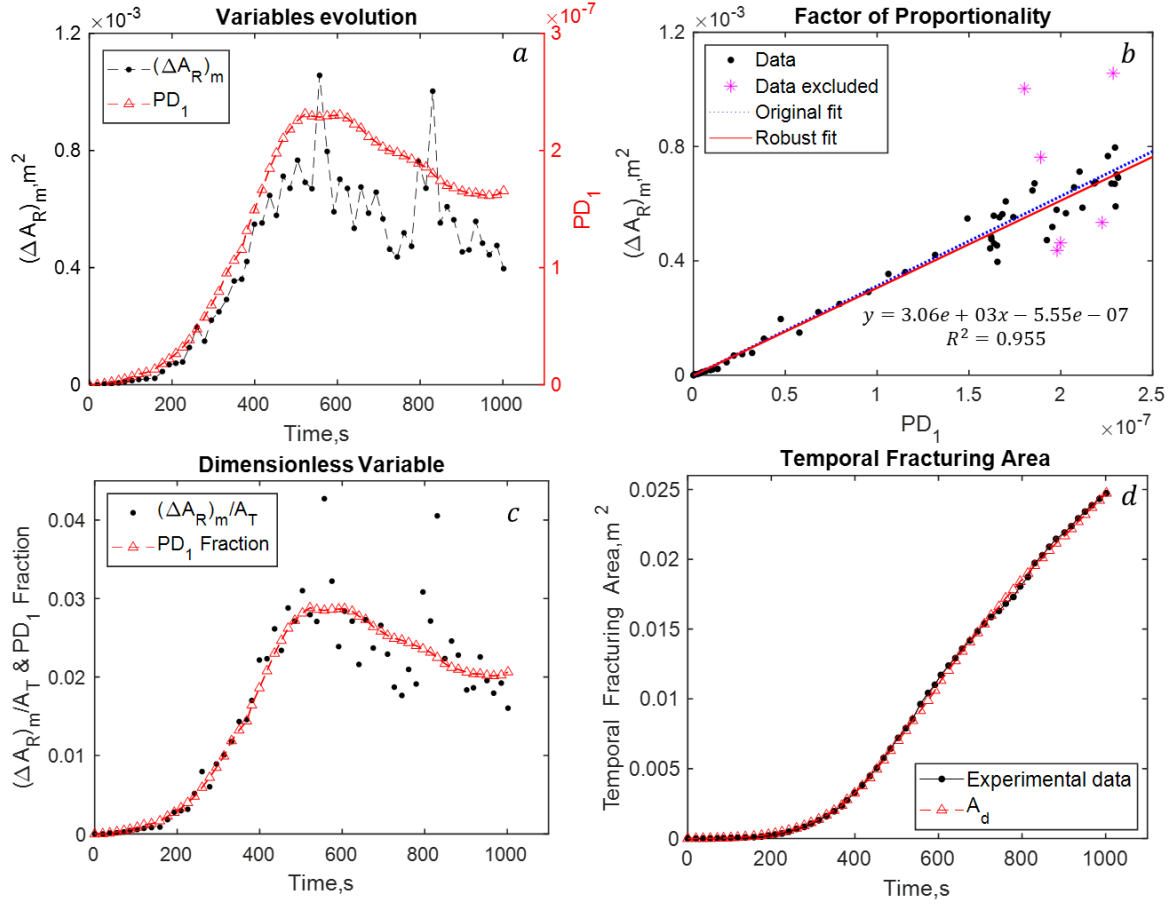 Variables evolution
×10⁻³
×10⁻⁷
a
(ΔA_R)_m
PD₁
1.2
0.8
0.4
0
3
2
1
0
(ΔA_R)_m,m²
PD₁
0 200 400 600 800 1000
Time,s
Factor of Proportionality
×10⁻³
b
Data
Data excluded
Original fit
Robust fit
1.2
0.8
0.4
0
(ΔA_R)_m,m²
y = 3.06e + 03x − 5.55e − 07
R² = 0.955
0 0.5 1 1.5 2 2.5
PD₁
×10⁻⁷
Dimensionless Variable
c
(ΔA_R)_m/A_T
PD₁ Fraction
0.04
0.03
0.02
0.01
0
(ΔA_R)_m/A_T & PD₁ Fraction
0 200 400 600 800 1000
Time,s
Temporal Fracturing Area
d
0.025
0.02
0.015
0.01
0.005
0
Temporal Fracturing Area,m²
Experimental data
A_d
0 200 400 600 800 1000
Time,s